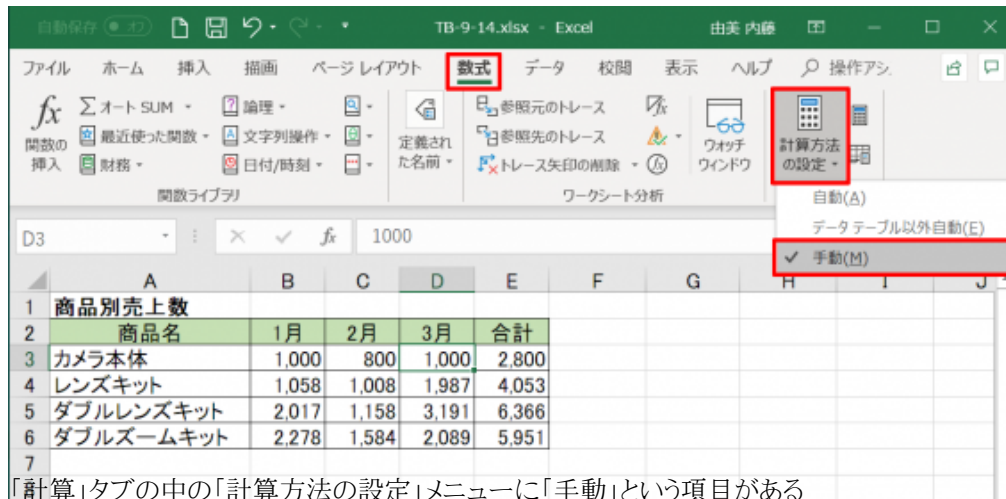 自動保存 オフ TB-9-14.xlsx - Excel 由美 内藤
ファイル ホーム 挿入 描画 ページ レイアウト 数式 データ 校閲 表示 ヘルプ 操作アシ
Σ オート SUM 論理 参照元のトレース
fx 関数の挿入 最近使った関数 文字列操作 定義された名前 参照先のトレース ウォッチ ウィンドウ 計算方法の設定
財務 日付/時刻 トレース矢印の削除
関数ライブラリ ワークシート分析
自動(A)
データ テーブル以外自動(E)
手動(M)
D3 fx 1000
A B C D E F G H I J
1 商品別売上数
2 商品名 1月 2月 3月 合計
3 カメラ本体 1,000 800 1,000 2,800
4 レンズキット 1,058 1,008 1,987 4,053
5 ダブルレンズキット 2,017 1,158 3,191 6,366
6 ダブルズームキット 2,278 1,584 2,089 5,951
7
「計算」タブの中の「計算方法の設定」メニューに「手動」という項目がある